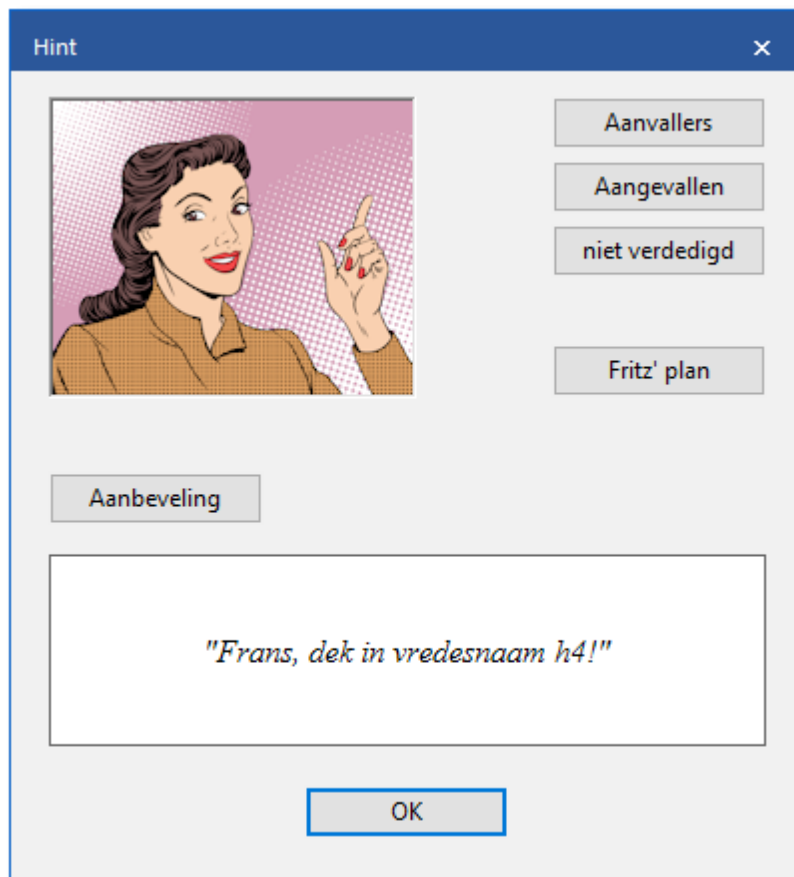 Hint
Aanvallers
Aangevallen
niet verdedigd
Fritz' plan
Aanbeveling
"Frans, dek in vredesnaam h4!"
OK